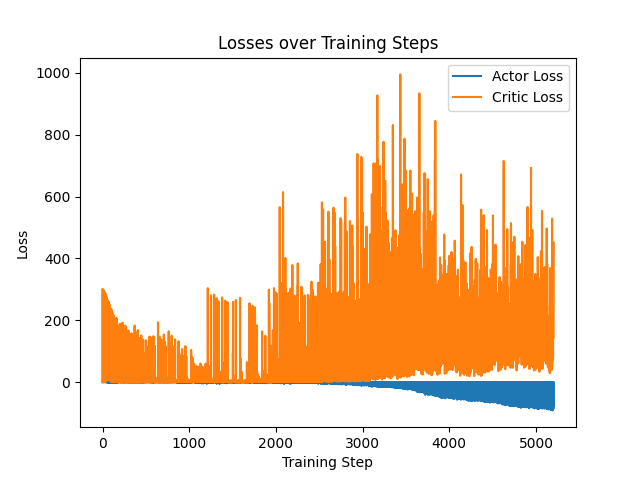 Losses over Training Steps
Actor Loss
Critic Loss
Loss
1000
800
600
400
200
0
0 1000 2000 3000 4000 5000
Training Step